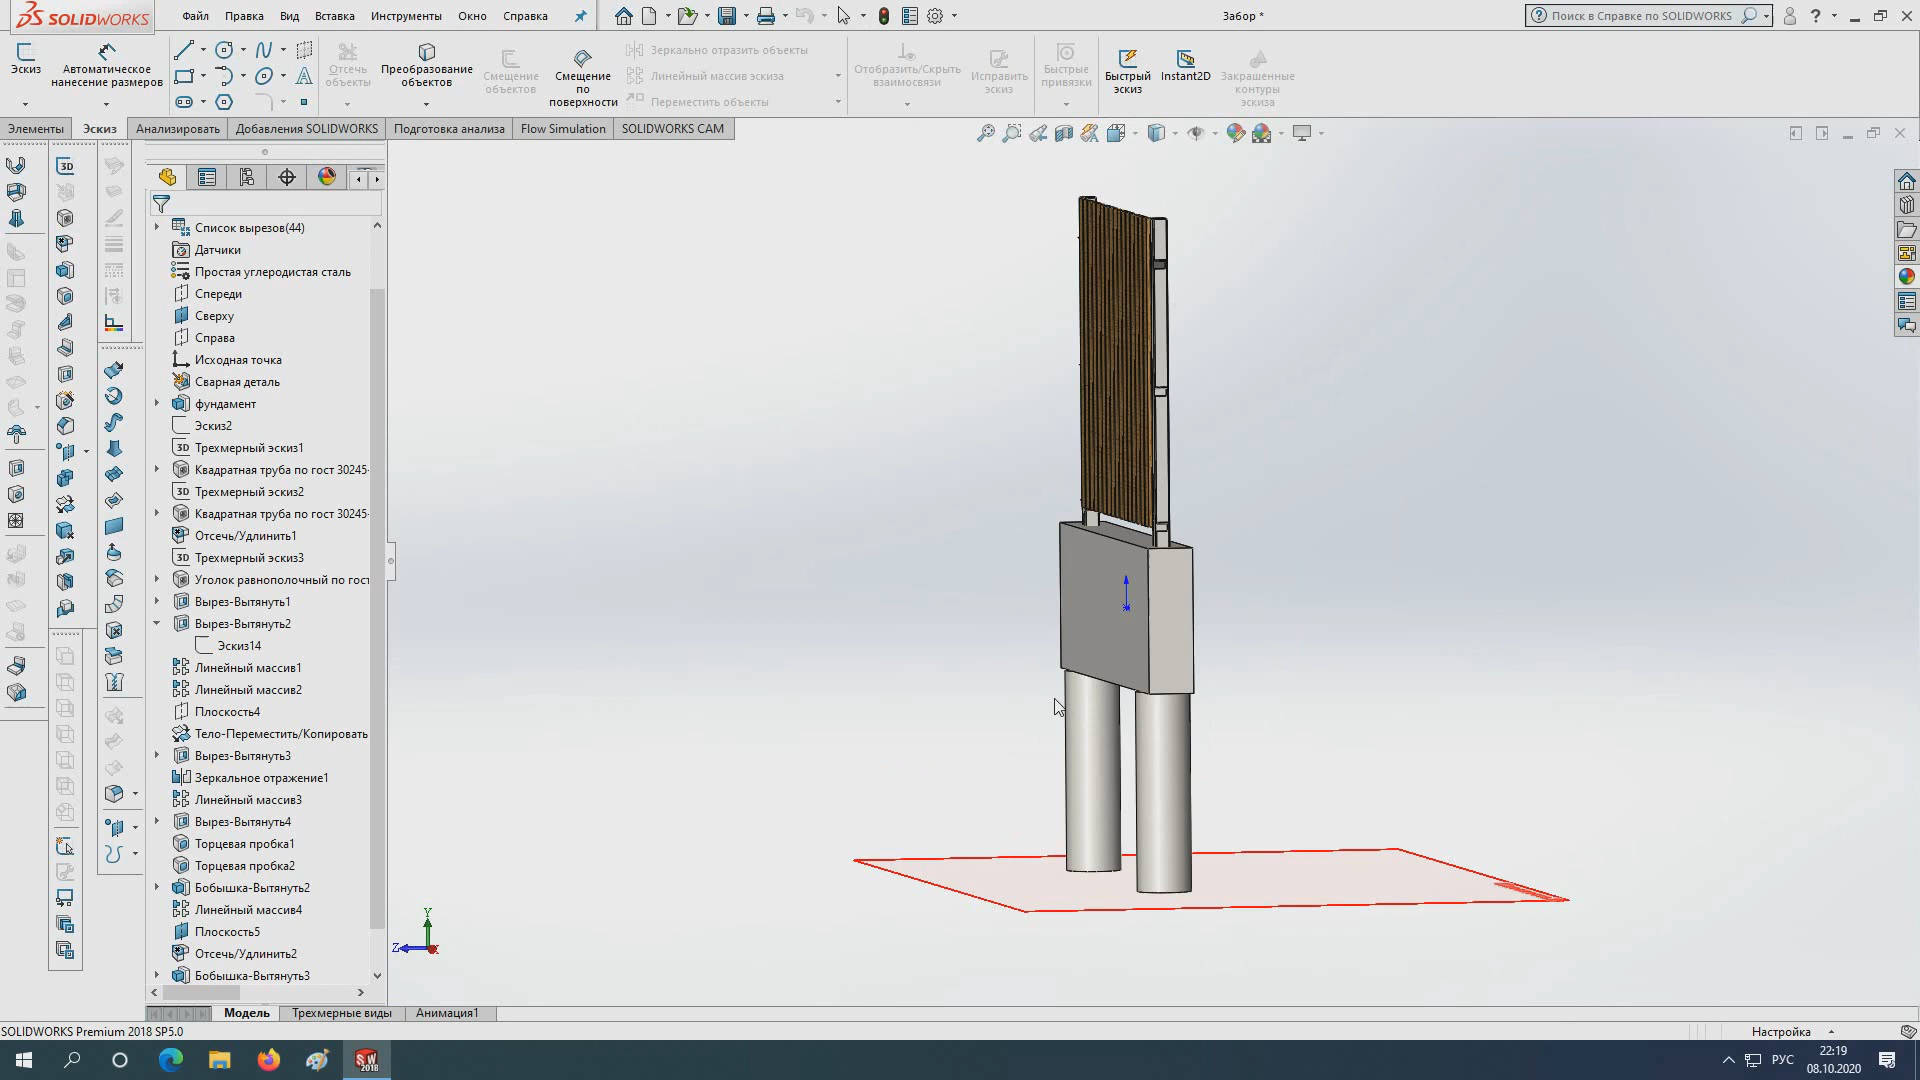 SOLIDWORKS
Файл
Правка
Вид
Вставка
Инструменты
Окно
Справка
Забор *
Поиск в Справке по SOLIDWORKS
Эскиз
Автоматическое
нанесение размеров
Отсечь
объекты
Преобразование
объектов
Смещение
объектов
Смещение
по
поверхности
Зеркально отразить объекты
Линейный массив эскиза
Переместить объекты
Отобразить/Скрыть
взаимосвязи
Исправить
эскиз
Быстрые
привязки
Быстрый
эскиз
Instant2D
Закрашенные
контуры
эскиза
Элементы
Эскиз
Анализировать
Добавления SOLIDWORKS
Подготовка анализа
Flow Simulation
SOLIDWORKS CAM
3D
Список вырезов(44)
Датчики
Простая углеродистая сталь
Спереди
Сверху
Справа
Исходная точка
Сварная деталь
фундамент
Эскиз2
3D Трехмерный эскиз1
Квадратная труба по гост 30245-
3D Трехмерный эскиз2
Квадратная труба по гост 30245-
Отсечь/Удлинить1
3D Трехмерный эскиз3
Уголок равнополочный по гост
Вырез-Вытянуть1
Вырез-Вытянуть2
Эскиз14
Линейный массив1
Линейный массив2
Плоскость4
Тело-Переместить/Копировать
Вырез-Вытянуть3
Зеркальное отражение1
Линейный массив3
Вырез-Вытянуть4
Торцевая пробка1
Торцевая пробка2
Бобышка-Вытянуть2
Линейный массив4
Плоскость5
Отсечь/Удлинить2
Бобышка-Вытянуть3
Y
Z
X
Модель
Трехмерные виды
Анимация1
SOLIDWORKS Premium 2018 SP5.0
Настройка
SW
2018
РУС
22:19
08.10.2020